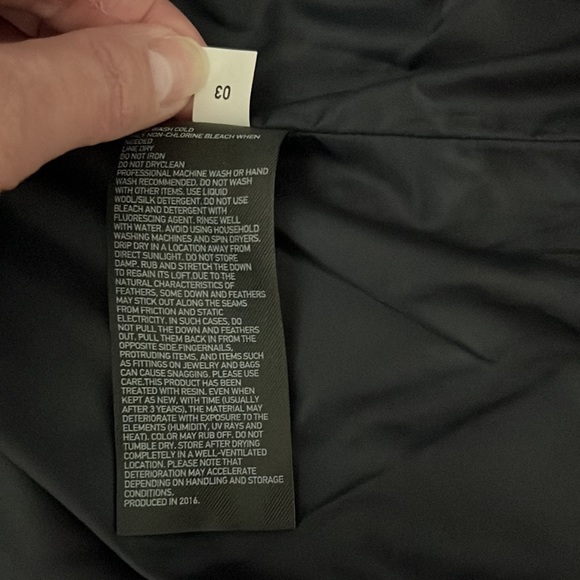 03
WASH COLD
NON-CHLORINE BLEACH WHEN
NEEDED
LINE DRY
DO NOT IRON
DO NOT DRYCLEAN
PROFESSIONAL MACHINE WASH OR HAND
WASH RECOMMENDED. DO NOT WASH
WITH OTHER ITEMS. USE LIQUID
WOOL/SILK DETERGENT. DO NOT USE
BLEACH AND DETERGENT WITH
FLUORESCING AGENT. RINSE WELL
WITH WATER. AVOID USING HOUSEHOLD
WASHING MACHINES AND SPIN DRYERS.
DRIP DRY IN A LOCATION AWAY FROM
DIRECT SUNLIGHT. DO NOT STORE
DAMP. RUB AND STRETCH THE DOWN
TO REGAIN ITS LOFT.DUE TO THE
NATURAL CHARACTERISTICS OF
FEATHERS, SOME DOWN AND FEATHERS
MAY STICK OUT ALONG THE SEAMS
FROM FRICTION AND STATIC
ELECTRICITY. IN SUCH CASES, DO
NOT PULL THE DOWN AND FEATHERS
OUT. PULL THEM BACK IN FROM THE
OPPOSITE SIDE.FINGERNAILS,
PROTRUDING ITEMS, AND ITEMS SUCH
AS FITTINGS ON JEWELRY AND BAGS
CAN CAUSE SNAGGING. PLEASE USE
CARE.THIS PRODUCT HAS BEEN
TREATED WITH RESIN. EVEN WHEN
KEPT AS NEW, WITH TIME (USUALLY
AFTER 3 YEARS), THE MATERIAL MAY
DETERIORATE WITH EXPOSURE TO THE
ELEMENTS (HUMIDITY, UV RAYS AND
HEAT). COLOR MAY RUB OFF. DO NOT
TUMBLE DRY. STORE AFTER DRYING
COMPLETELY IN A WELL-VENTILATED
LOCATION. PLEASE NOTE THAT
DETERIORATION MAY ACCELERATE
DEPENDING ON HANDLING AND STORAGE
CONDITIONS.
PRODUCED IN 2016.